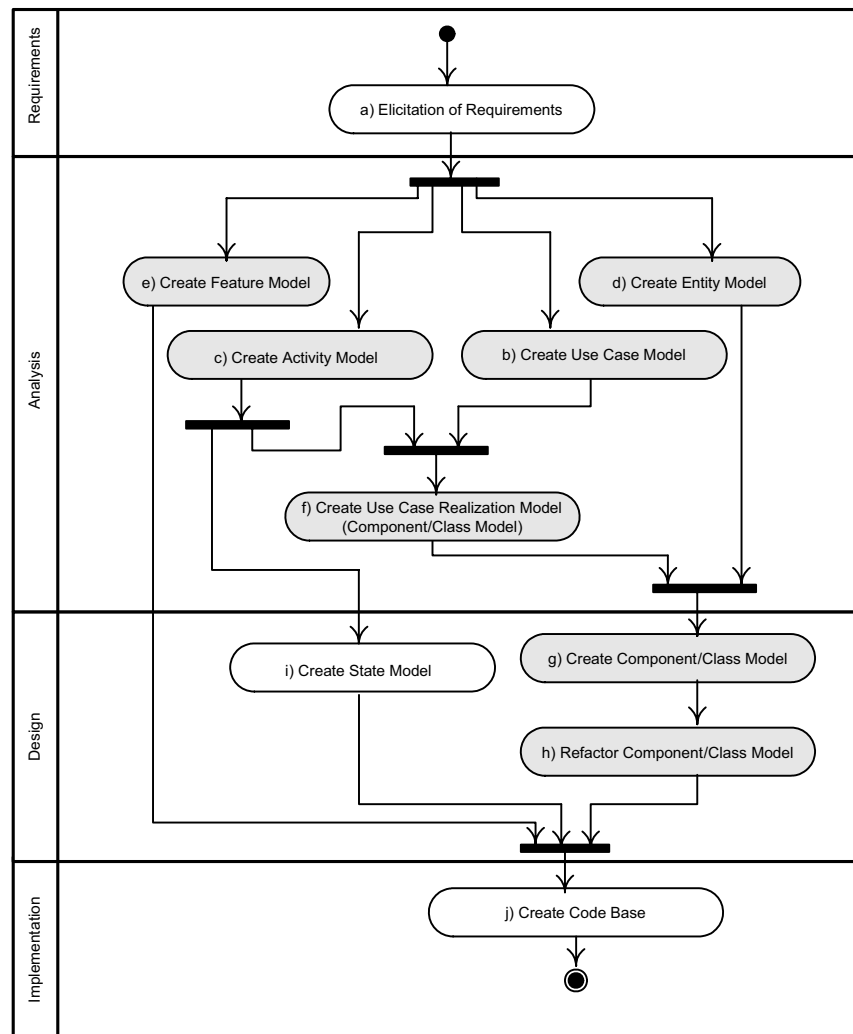 Requirements
a) Elicitation of Requirements
Analysis
e) Create Feature Model
d) Create Entity Model
c) Create Activity Model
b) Create Use Case Model
f) Create Use Case Realization Model
(Component/Class Model)
Design
g) Create Component/Class Model
i) Create State Model
h) Refactor Component/Class Model
Implementation
j) Create Code Base